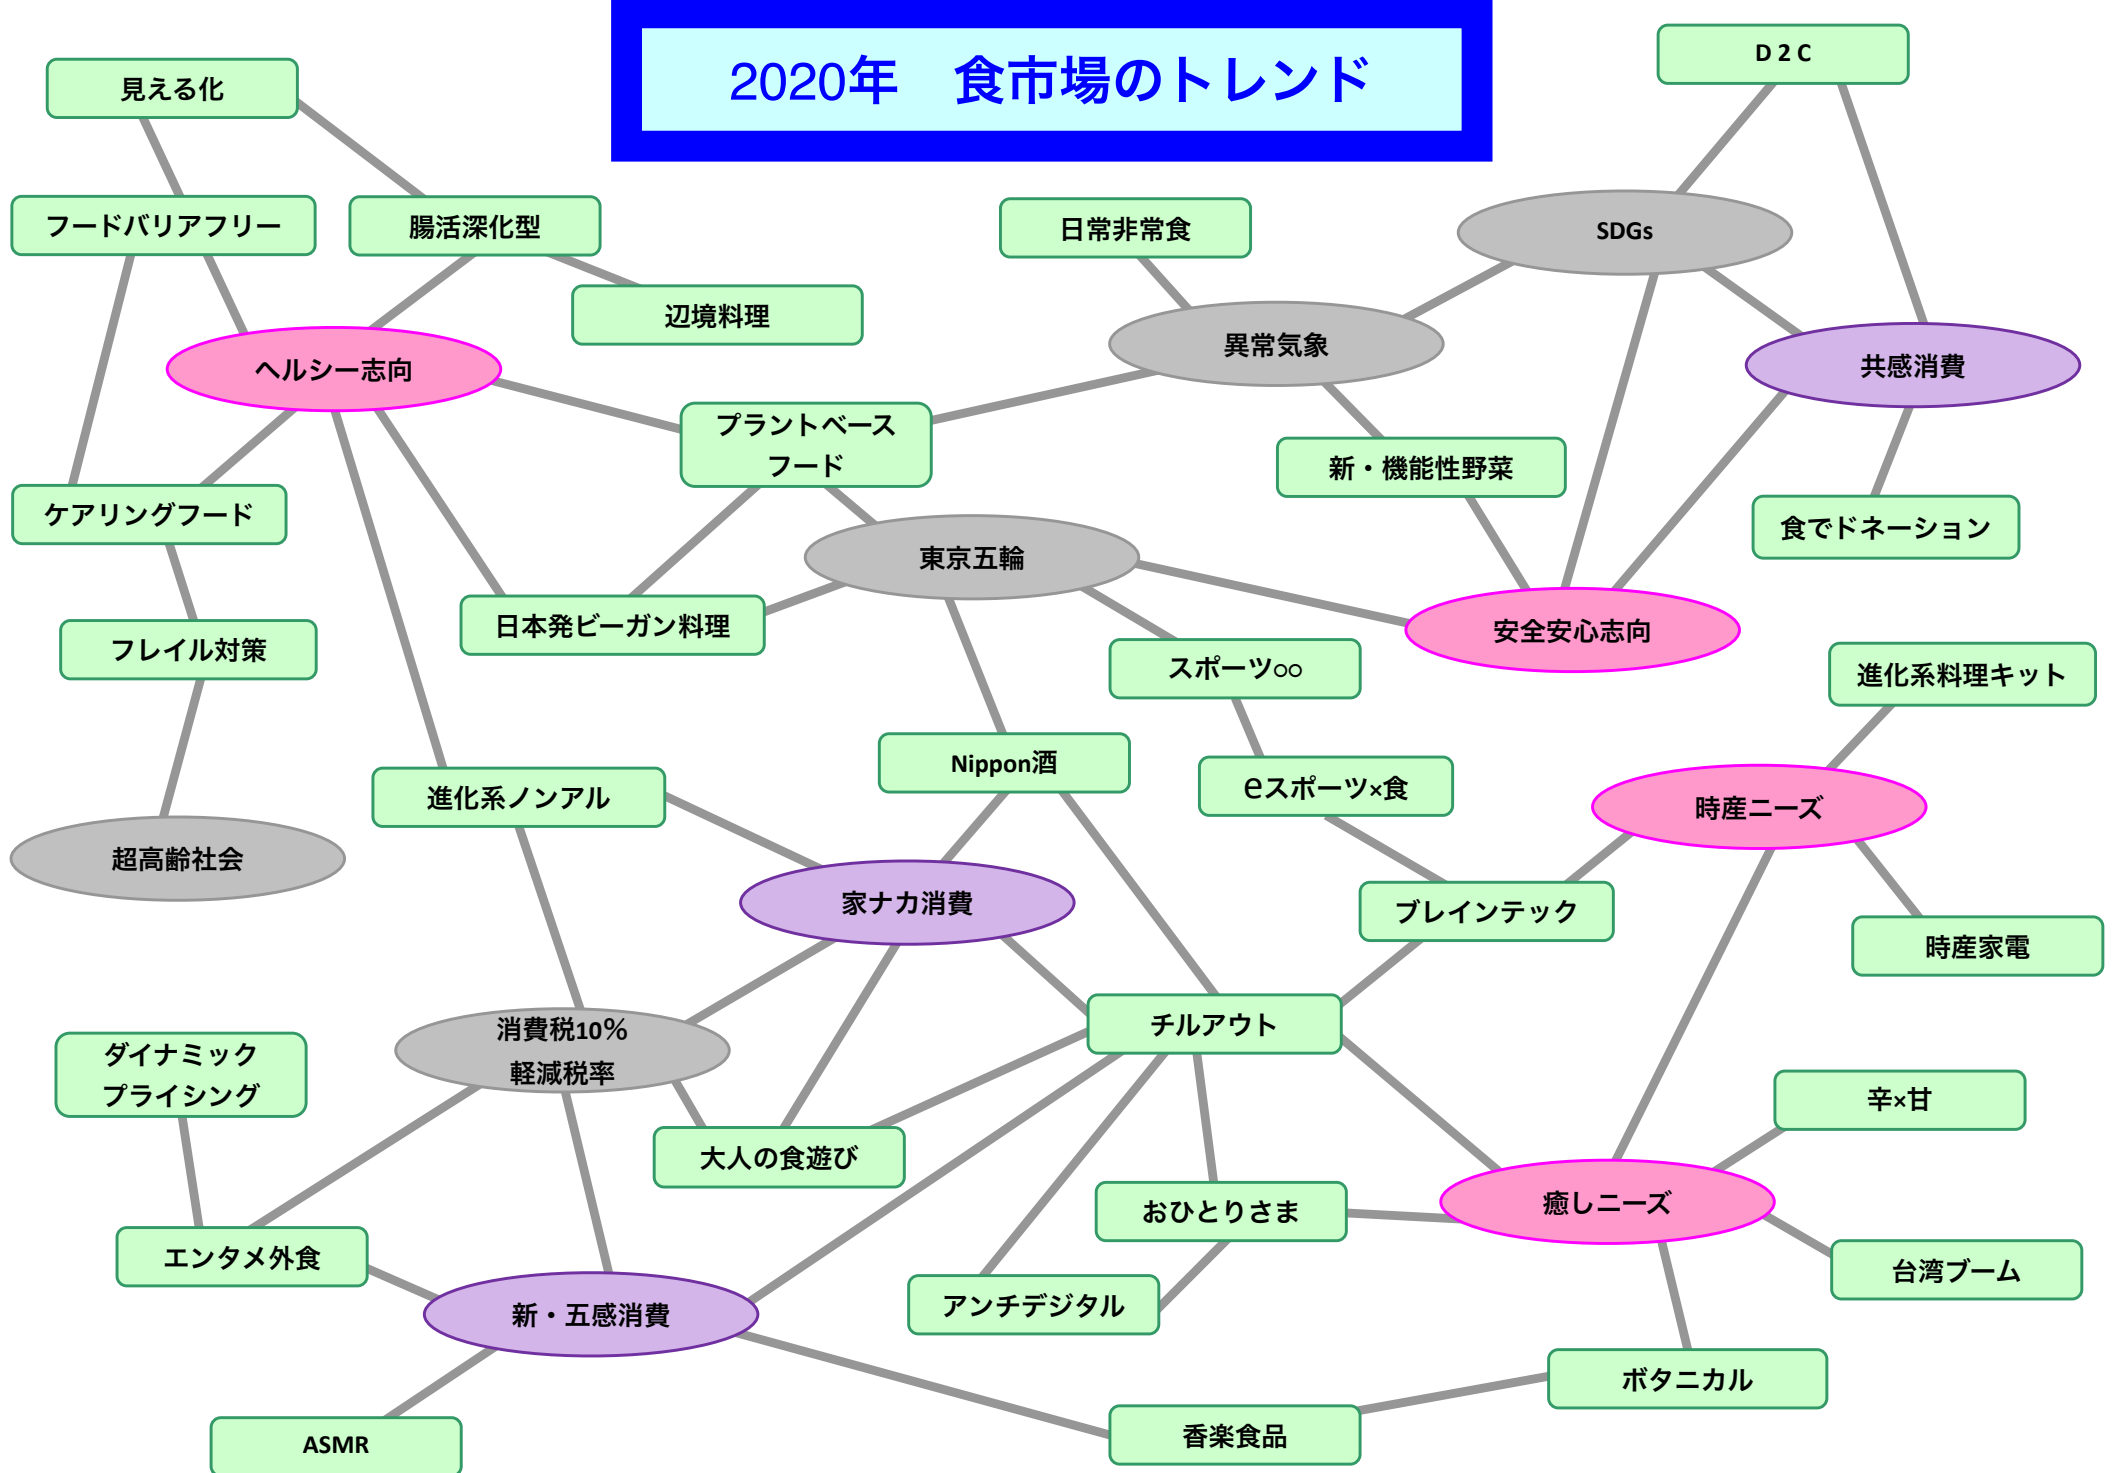 2020年　食市場のトレンド
D 2 C
見える化
フードバリアフリー
腸活深化型
日常非常食
SDGs
辺境料理
異常気象
ヘルシー志向
共感消費
プラントベース
フード
新・機能性野菜
ケアリングフード
食でドネーション
東京五輪
日本発ビーガン料理
安全安心志向
フレイル対策
スポーツ○○
進化系料理キット
Nippon酒
eスポーツ×食
進化系ノンアル
時産ニーズ
超高齢社会
家ナカ消費
ブレインテック
時産家電
チルアウト
消費税10%
軽減税率
ダイナミック
プライシング
辛×甘
大人の食遊び
おひとりさま
癒しニーズ
エンタメ外食
台湾ブーム
新・五感消費
アンチデジタル
ボタニカル
香楽食品
ASMR